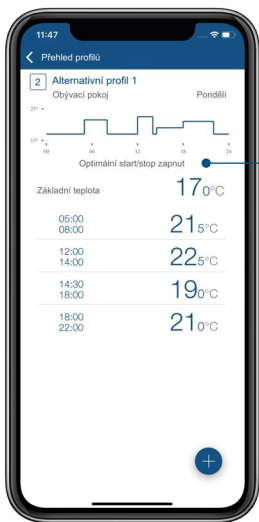 11:47
Přehled profilů
2 Alternativní profil 1
Obývací pokoj Pondělí
25°
15°
00 06 12 18 24
Optimální start/stop zapnut
Základní teplota 17 0°C
05:00
08:00 21 5°C
12:00
14:00 22 5°C
14:30
18:00 19 0°C
18:00
22:00 21 0°C